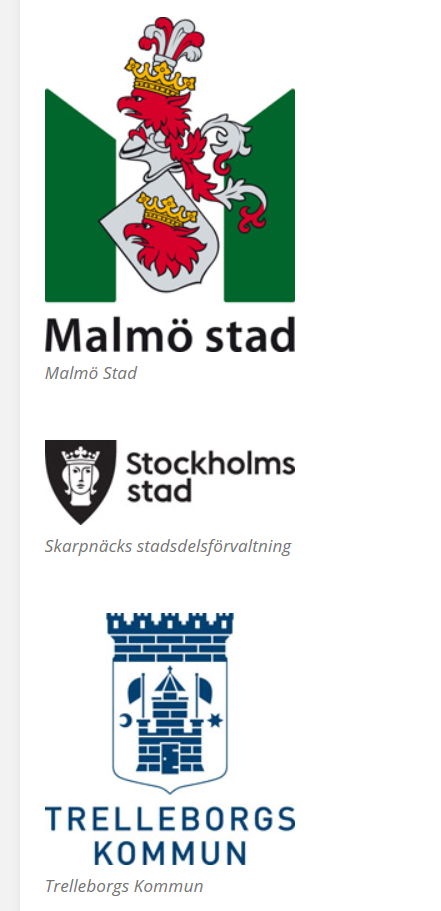 Malmö stad
Malmö Stad
Stockholms
stad
Skarpnäcks stadsdelsförvaltning
TRELLEBORGS
KOMMUN
Trelleborgs Kommun